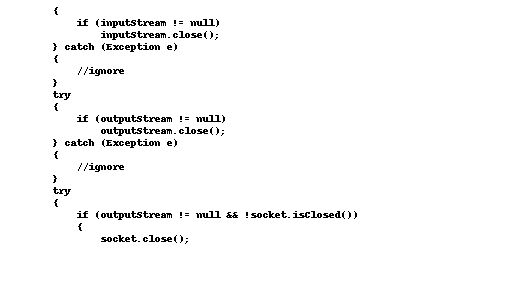 {
if (inputStream != null)
inputStream.close();
} catch (Exception e)
{
//ignore
}
try
{
if (outputStream != null)
outputStream.close();
} catch (Exception e)
{
//ignore
}
try
{
if (outputStream != null && !socket.isClosed())
{
socket.close();